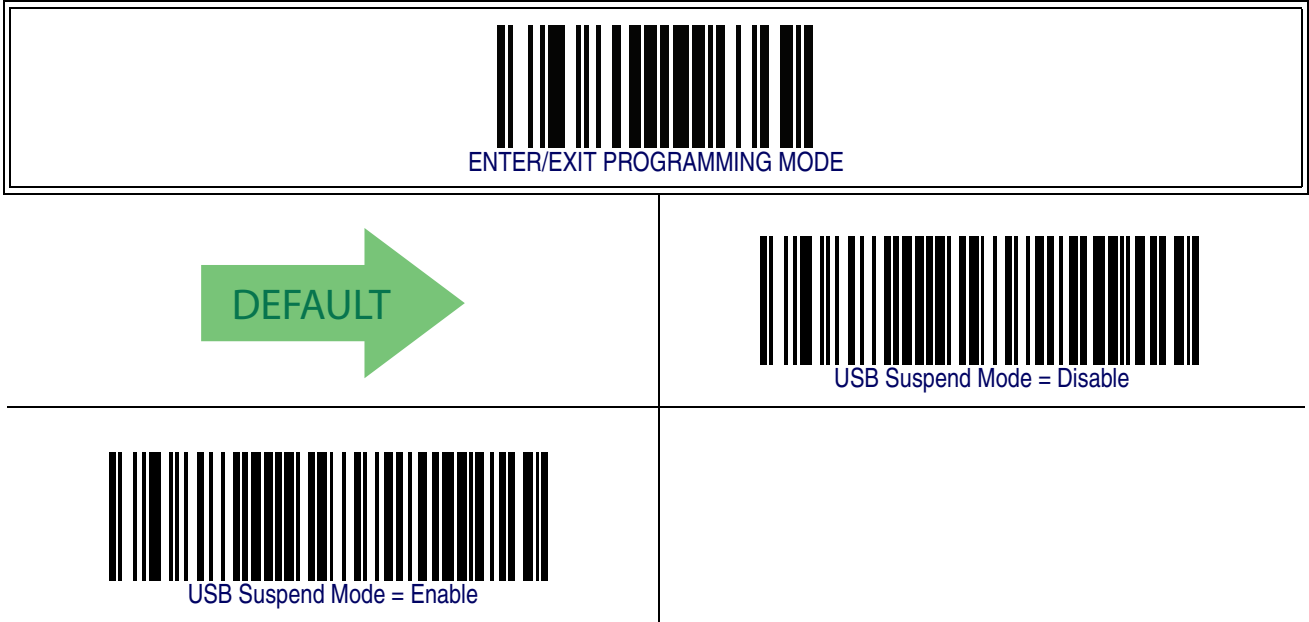 ENTER/EXIT PROGRAMMING MODE
DEFAULT
USB Suspend Mode = Disable
USB Suspend Mode = Enable